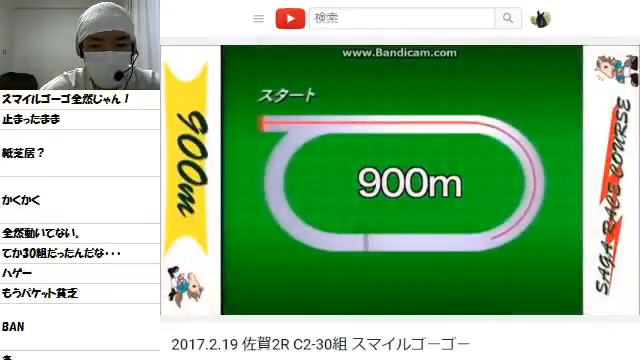 検索
スマイルゴーゴ全然じゃん!
止まったまま
紙芝居?
かくかく
全然動いてない。
てか30組だったんだな・・・
ハゲー
もうパケット貧乏
BAN
www.Bandicam.com
スタート
900m
900m
SAGA RACE COURSE
2017.2.19 佐賀2R C2-30組 スマイルゴーゴー